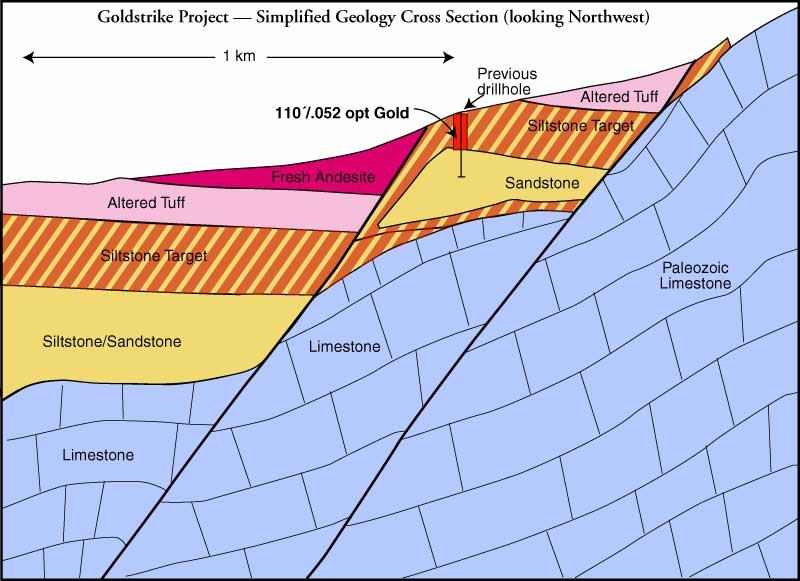 Goldstrike Project — Simplified Geology Cross Section (looking Northwest)
1 km
Previous
drillhole
110´/.052 opt Gold
Altered Tuff
Siltstone Target
Fresh Andesite
Sandstone
Altered Tuff
Siltstone Target
Paleozoic
Limestone
Siltstone/Sandstone
Limestone
Limestone